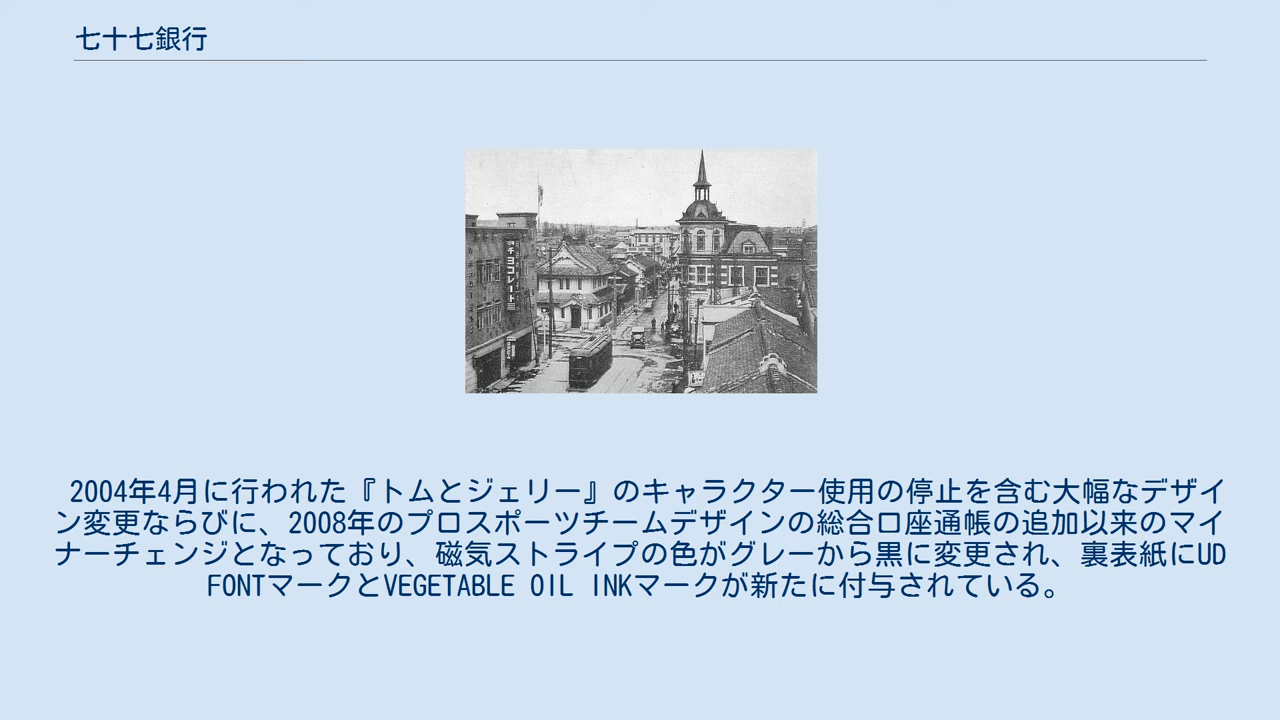 七十七銀行
チヨコレート
2004年4月に行われた『トムとジェリー』のキャラクター使用の停止を含む大幅なデザイ
ン変更ならびに、2008年のプロスポーツチームデザインの総合口座通帳の追加以来のマイ
ナーチェンジとなっており、磁気ストライプの色がグレーから黒に変更され、裏表紙にUD
FONTマークとVEGETABLE OIL INKマークが新たに付与されている。